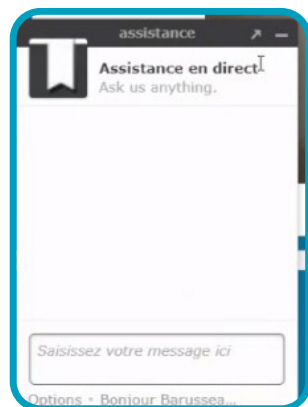 assistance
Assistance en direct
Ask us anything.
Saisissez votre message ici
Options • Bonjour Barussea...